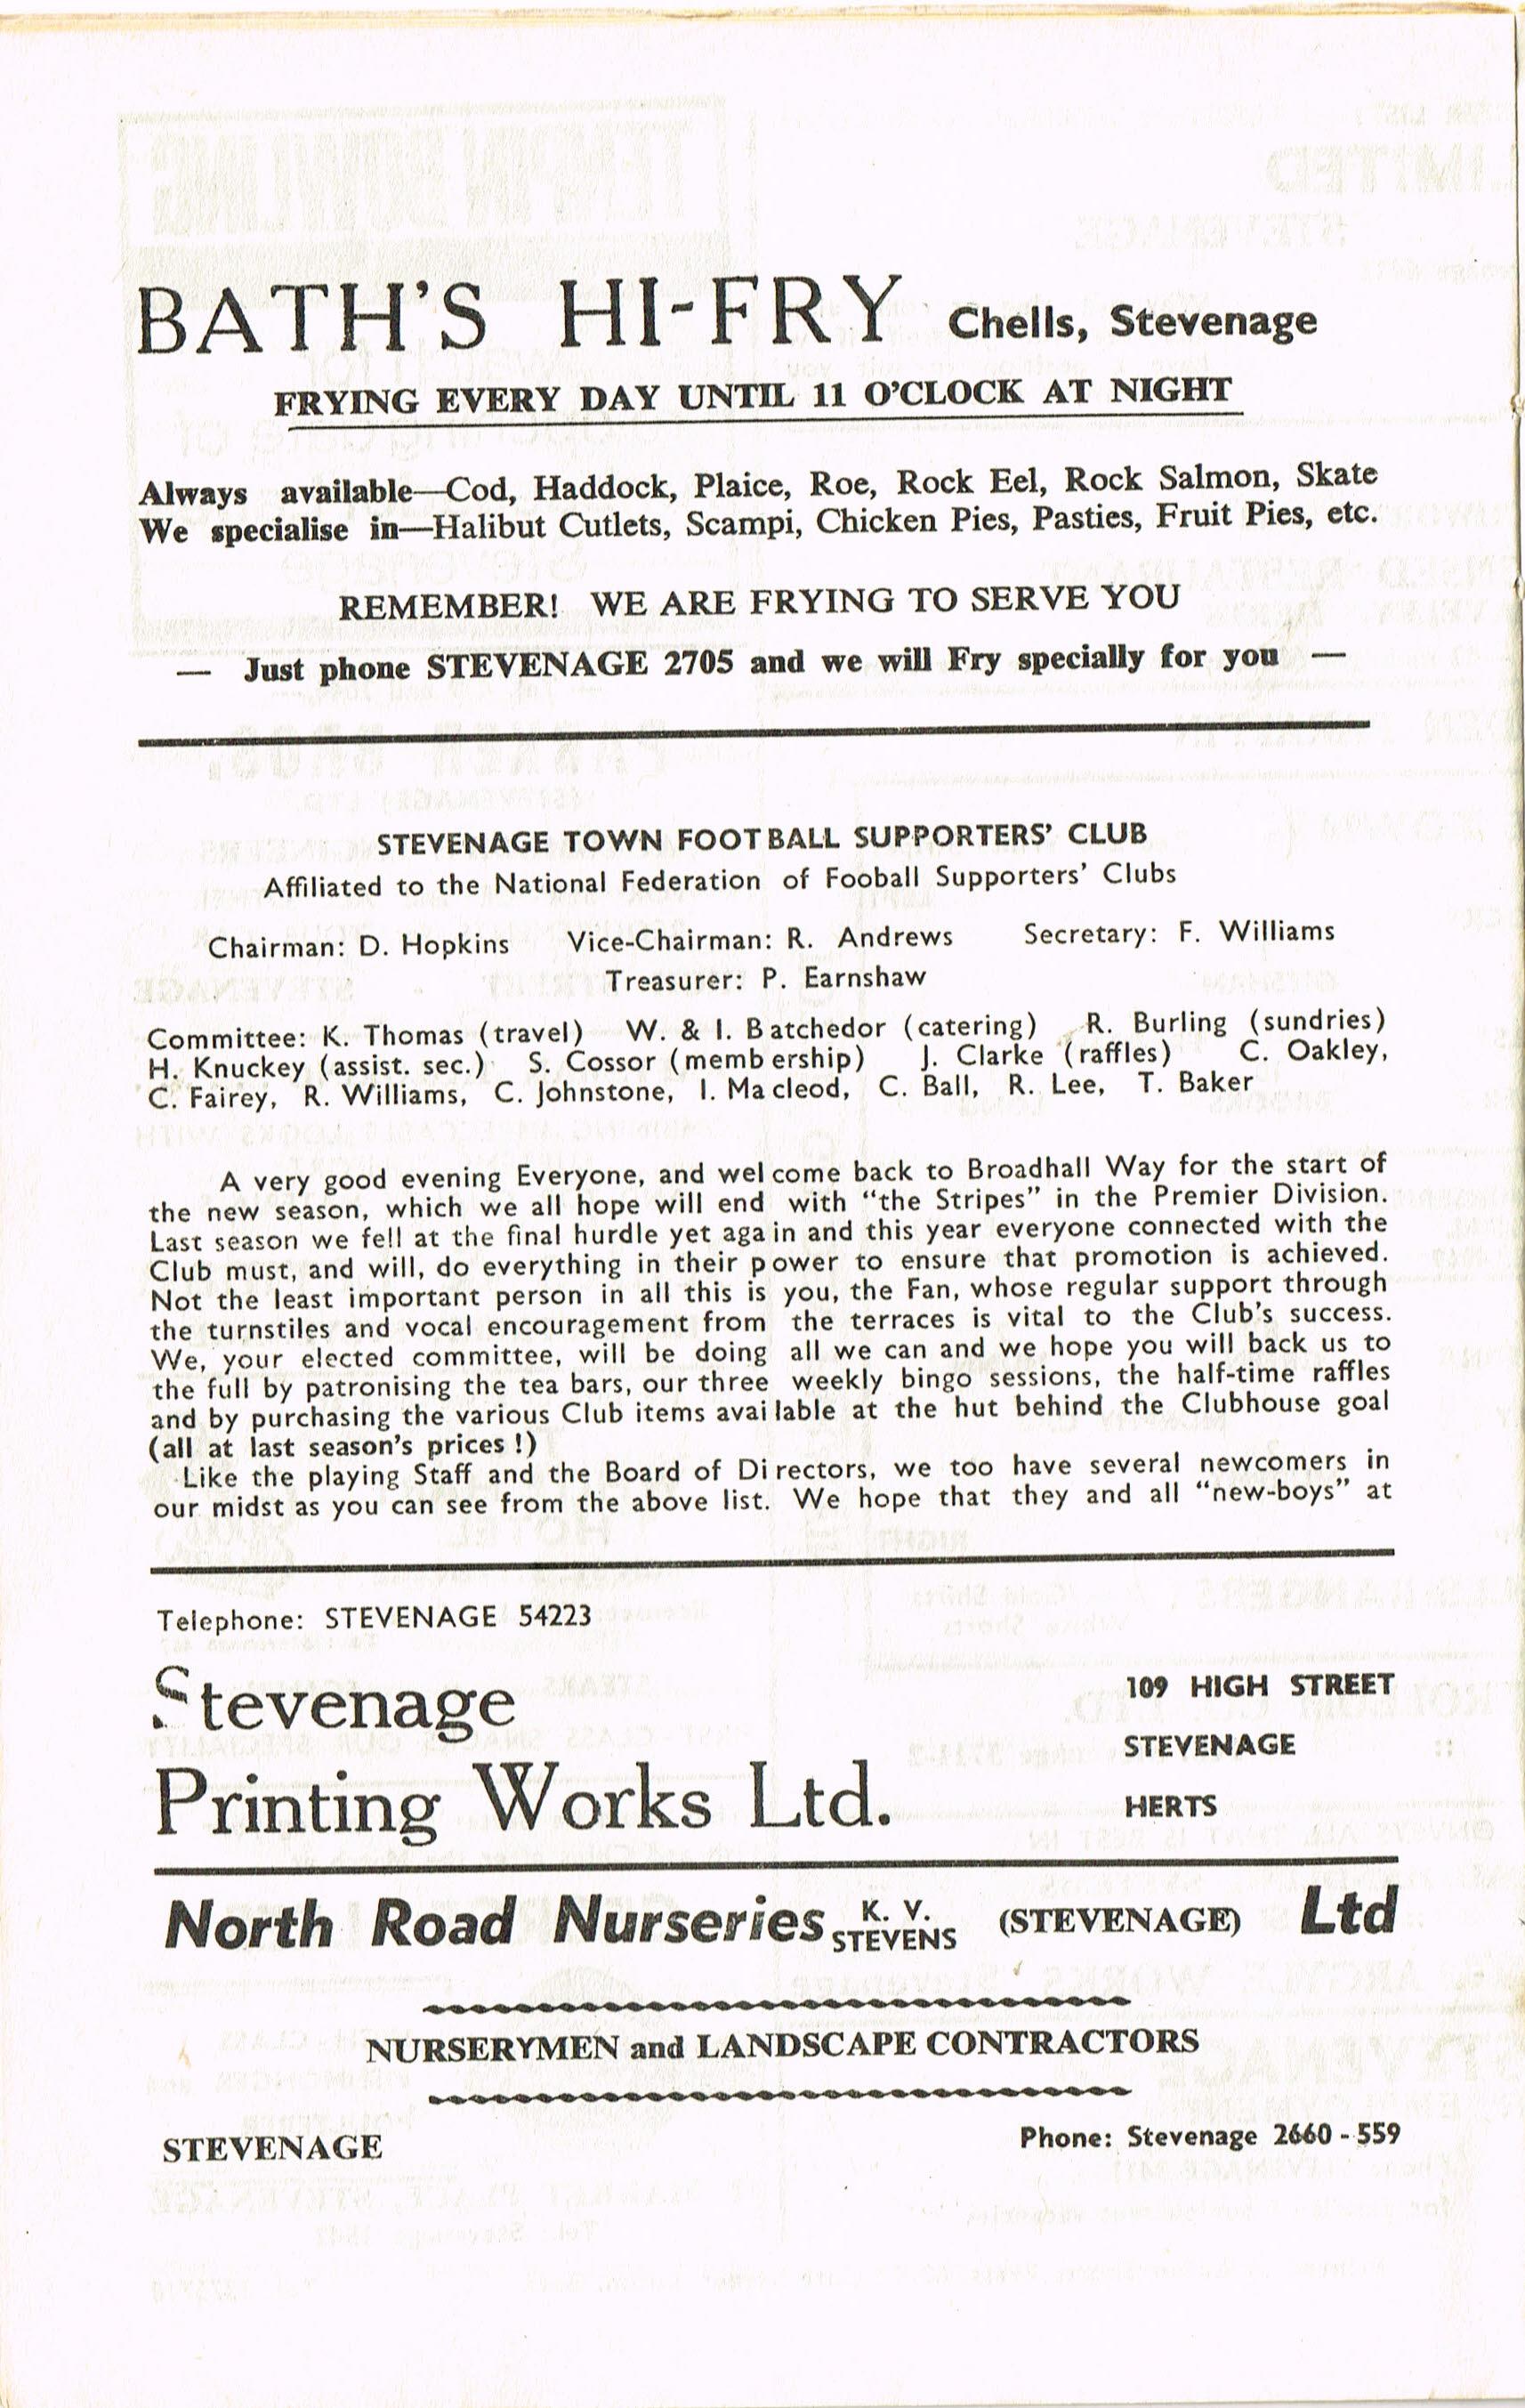 BATH'S HI-FRY Chells, Stevenage
FRYING EVERY DAY UNTIL 11 O'CLOCK AT NIGHT
Always available—Cod, Haddock, Plaice, Roe, Rock Eel, Rock Salmon, Skate
We specialise in—Halibut Cutlets, Scampi, Chicken Pies, Pasties, Fruit Pies, etc.
REMEMBER! WE ARE FRYING TO SERVE YOU
— Just phone STEVENAGE 2705 and we will Fry specially for you —
STEVENAGE TOWN FOOTBALL SUPPORTERS' CLUB
Affiliated to the National Federation of Fooball Supporters' Clubs
Chairman: D. Hopkins Vice-Chairman: R. Andrews Secretary: F. Williams
Treasurer: P. Earnshaw
Committee: K. Thomas (travel) W. & I. Batchedor (catering) R. Burling (sundries)
H. Knuckey (assist. sec.) S. Cossor (membership) J. Clarke (raffles) C. Oakley,
C. Fairey, R. Williams, C. Johnstone, I. Macleod, C. Ball, R. Lee, T. Baker
A very good evening Everyone, and welcome back to Broadhall Way for the start of
the new season, which we all hope will end with "the Stripes" in the Premier Division.
Last season we fell at the final hurdle yet again and this year everyone connected with the
Club must, and will, do everything in their power to ensure that promotion is achieved.
Not the least important person in all this is you, the Fan, whose regular support through
the turnstiles and vocal encouragement from the terraces is vital to the Club's success.
We, your elected committee, will be doing all we can and we hope you will back us to
the full by patronising the tea bars, our three weekly bingo sessions, the half-time raffles
and by purchasing the various Club items available at the hut behind the Clubhouse goal
(all at last season's prices!)
Like the playing Staff and the Board of Directors, we too have several newcomers in
our midst as you can see from the above list. We hope that they and all "new-boys" at
Telephone: STEVENAGE 54223
Stevenage
Printing Works Ltd.
109 HIGH STREET
STEVENAGE
HERTS
North Road Nurseries K. V. STEVENS (STEVENAGE) Ltd
NURSERYMEN and LANDSCAPE CONTRACTORS
STEVENAGE Phone: Stevenage 2660 - 559